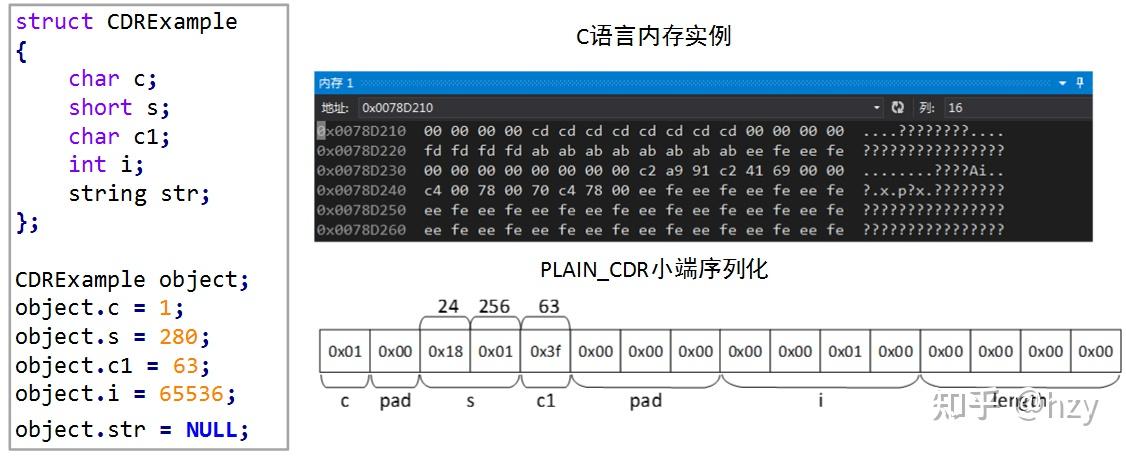 struct CDRExample
{
char c;
short s;
char c1;
int i;
string str;
};
CDRExample object;
object.c = 1;
object.s = 280;
object.c1 = 63;
object.i = 65536;
object.str = NULL;
C语言内存实例
内存 1
地址: 0x0078D210 列: 16
0x0078D210 00 00 00 00 cd cd cd cd cd cd cd cd 00 00 00 00 ....????????....
0x0078D220 fd fd fd fd ab ab ab ab ab ab ab ab ee fe ee fe ????????????????
0x0078D230 00 00 00 00 00 00 00 00 c2 a9 91 c2 41 69 00 00 ........????Ai..
0x0078D240 c4 00 78 00 70 c4 78 00 ee fe ee fe ee fe ee fe ?.x.p?x.????????
0x0078D250 ee fe ee fe ee fe ee fe ee fe ee fe ee fe ee fe ????????????????
0x0078D260 ee fe ee fe ee fe ee fe ee fe ee fe ee fe ee fe ????????????????
PLAIN_CDR小端序列化
24 256 63
0x01 0x00 0x18 0x01 0x3f 0x00 0x00 0x00 0x00 0x00 0x01 0x00 0x00 0x00 0x00 0x00
c pad s c1 pad i length
知乎 @hzy